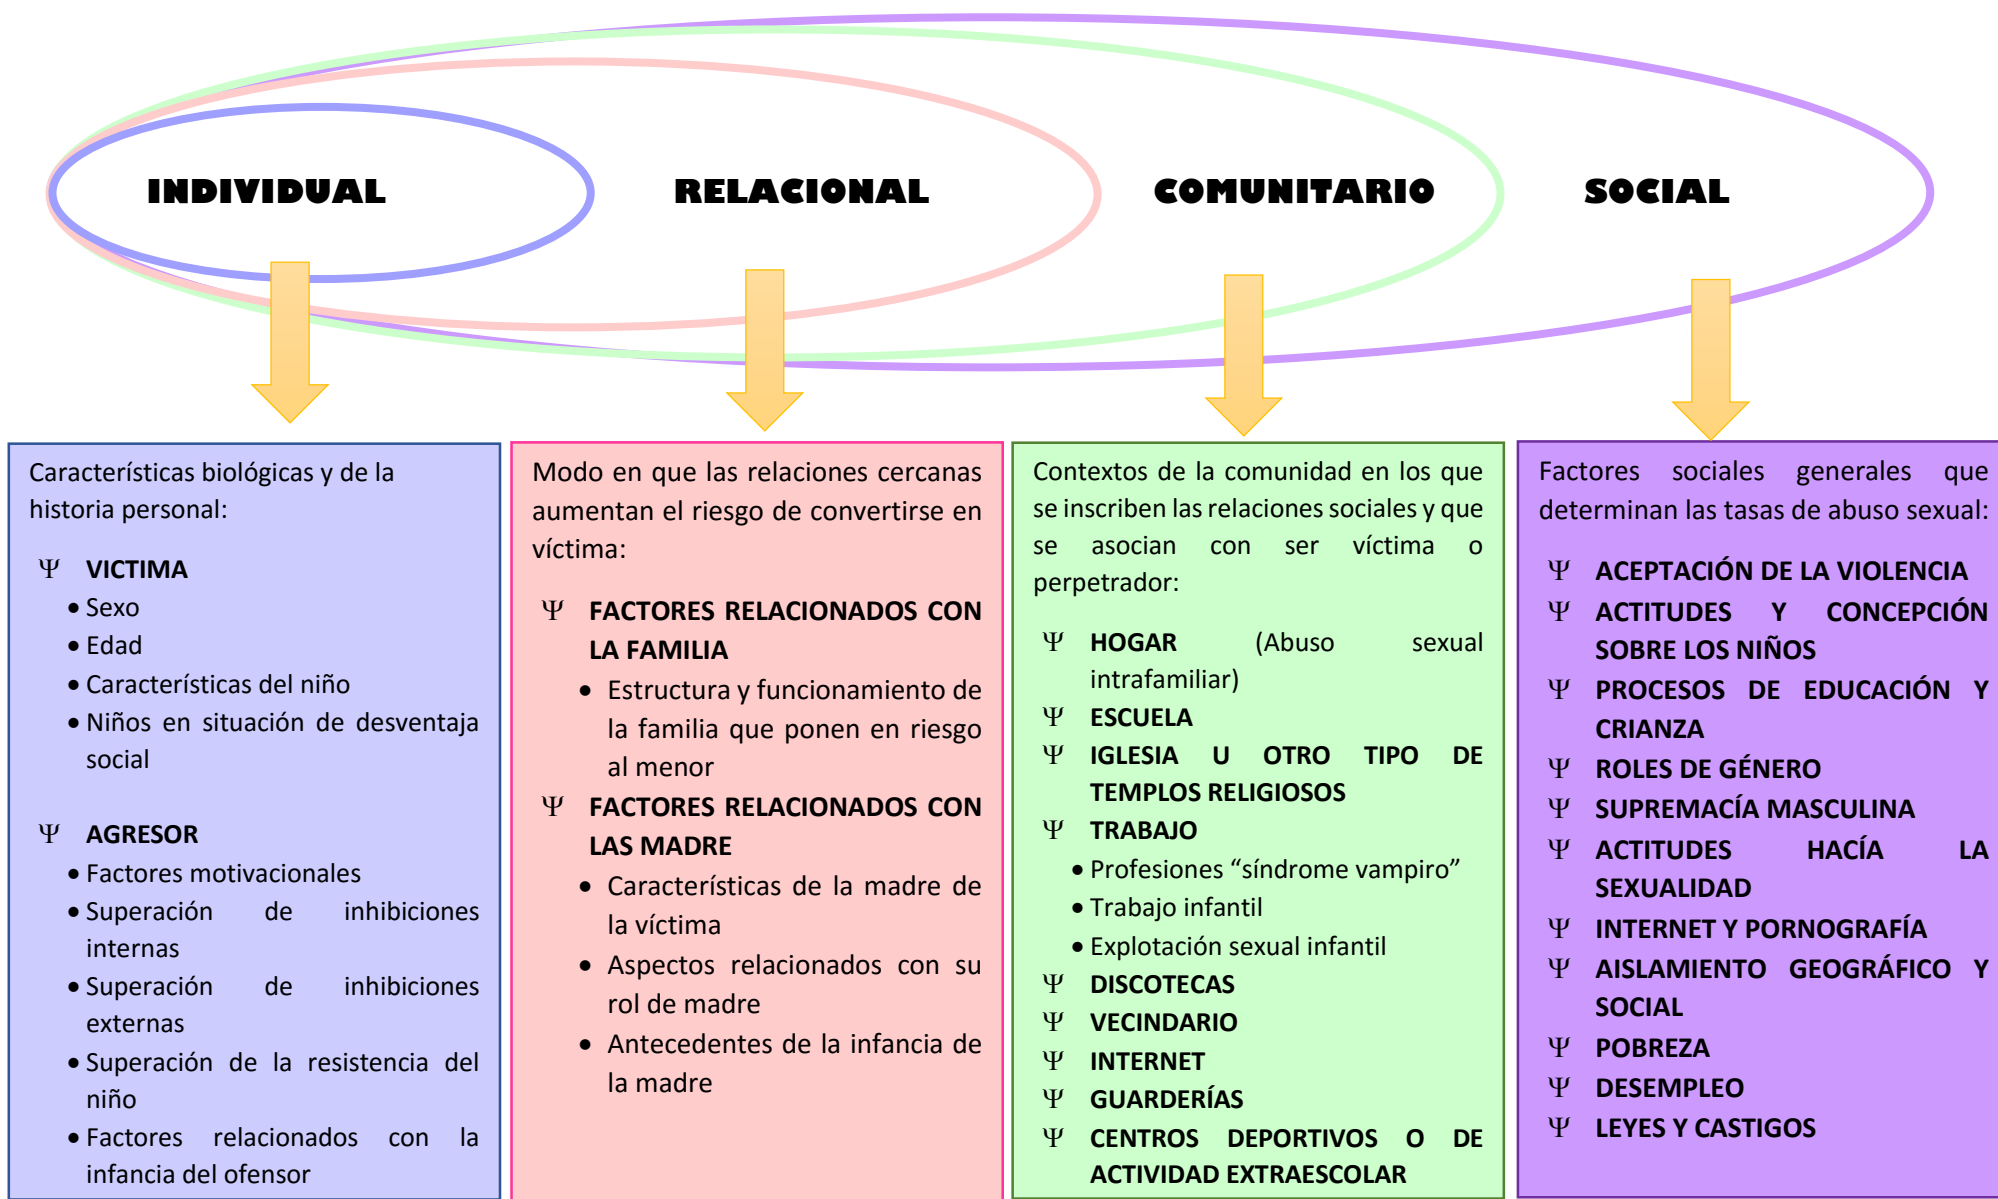 INDIVIDUAL
RELACIONAL
COMUNITARIO
SOCIAL
Características biológicas y de la
historia personal:
Ψ VICTIMA
• Sexo
• Edad
• Características del niño
• Niños en situación de desventaja
social
Ψ AGRESOR
• Factores motivacionales
• Superación de inhibiciones
internas
• Superación de inhibiciones
externas
• Superación de la resistencia del
niño
• Factores relacionados con la
infancia del ofensor
Modo en que las relaciones cercanas
aumentan el riesgo de convertirse en
víctima:
Ψ FACTORES RELACIONADOS CON
LA FAMILIA
• Estructura y funcionamiento de
la familia que ponen en riesgo
al menor
Ψ FACTORES RELACIONADOS CON
LAS MADRE
• Características de la madre de
la víctima
• Aspectos relacionados con su
rol de madre
• Antecedentes de la infancia de
la madre
Contextos de la comunidad en los que
se inscriben las relaciones sociales y que
se asocian con ser víctima o
perpetrador:
Ψ HOGAR (Abuso sexual
intrafamiliar)
Ψ ESCUELA
Ψ IGLESIA U OTRO TIPO DE
TEMPLOS RELIGIOSOS
Ψ TRABAJO
• Profesiones “síndrome vampiro”
• Trabajo infantil
• Explotación sexual infantil
Ψ DISCOTECAS
Ψ VECINDARIO
Ψ INTERNET
Ψ GUARDERÍAS
Ψ CENTROS DEPORTIVOS O DE
ACTIVIDAD EXTRAESCOLAR
Factores sociales generales que
determinan las tasas de abuso sexual:
Ψ ACEPTACIÓN DE LA VIOLENCIA
Ψ ACTITUDES Y CONCEPCIÓN
SOBRE LOS NIÑOS
Ψ PROCESOS DE EDUCACIÓN Y
CRIANZA
Ψ ROLES DE GÉNERO
Ψ SUPREMACÍA MASCULINA
Ψ ACTITUDES HACÍA LA
SEXUALIDAD
Ψ INTERNET Y PORNOGRAFÍA
Ψ AISLAMIENTO GEOGRÁFICO Y
SOCIAL
Ψ POBREZA
Ψ DESEMPLEO
Ψ LEYES Y CASTIGOS